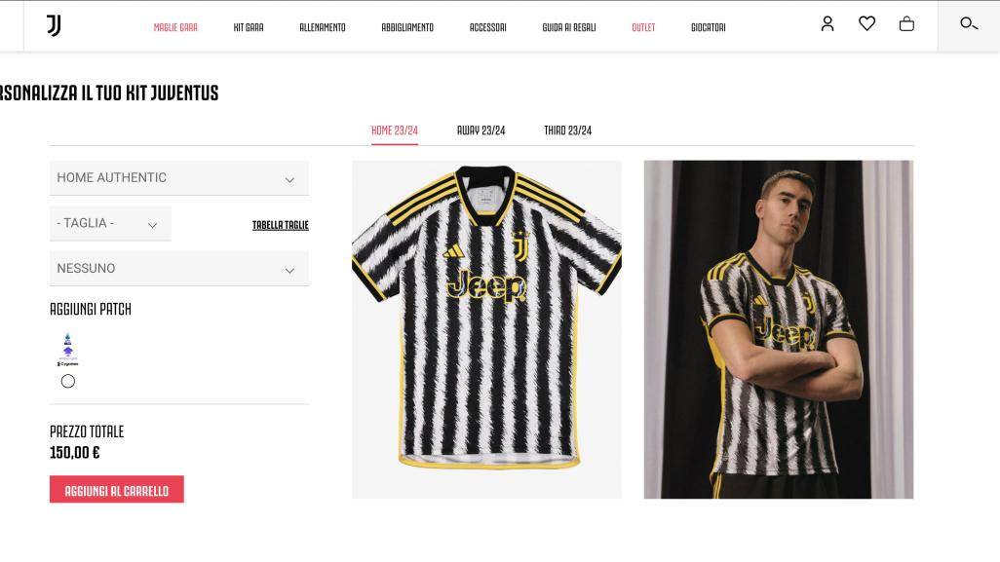 MAGLIE GARA
KIT GARA
ALLENAMENTO
ABBIGLIAMENTO
ACCESSORI
GUIDA AI REGALI
OUTLET
GIOCATORI
RSONALIZZA IL TUO KIT JUVENTUS
HOME 23/24
AWAY 23/24
THIRD 23/24
HOME AUTHENTIC
- TAGLIA -
TABELLA TAGLIE
NESSUNO
AGGIUNGI PATCH
PREZZO TOTALE
150,00 €
AGGIUNGI AL CARRELLO
Jeep
Jeep